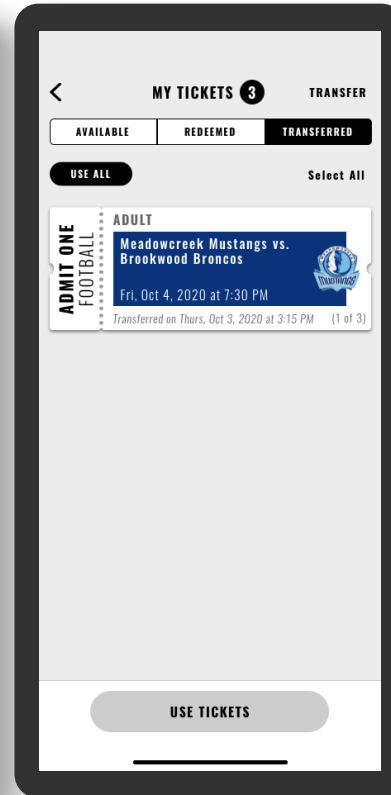 MY TICKETS 3 TRANSFER
AVAILABLE REDEEMED TRANSFERRED
USE ALL Select All
ADMIT ONE
FOOTBALL
ADULT
Meadowcreek Mustangs vs.
Brookwood Broncos
Fri, Oct 4, 2020 at 7:30 PM
MUSTANGS
Transferred on Thurs, Oct 3, 2020 at 3:15 PM (1 of 3)
USE TICKETS